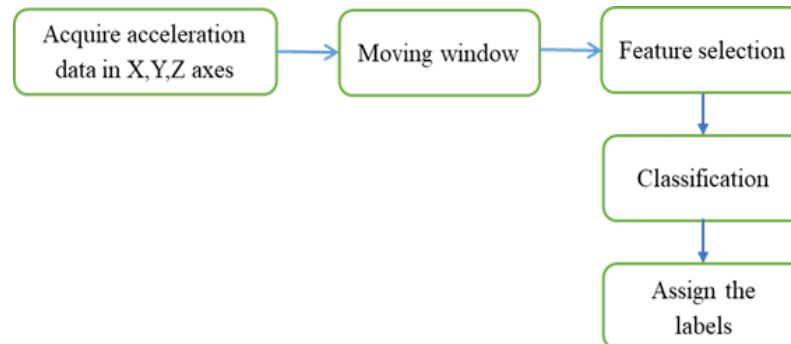 Acquire acceleration
data in X,Y,Z axes
Moving window
Feature selection
Classification
Assign the
labels